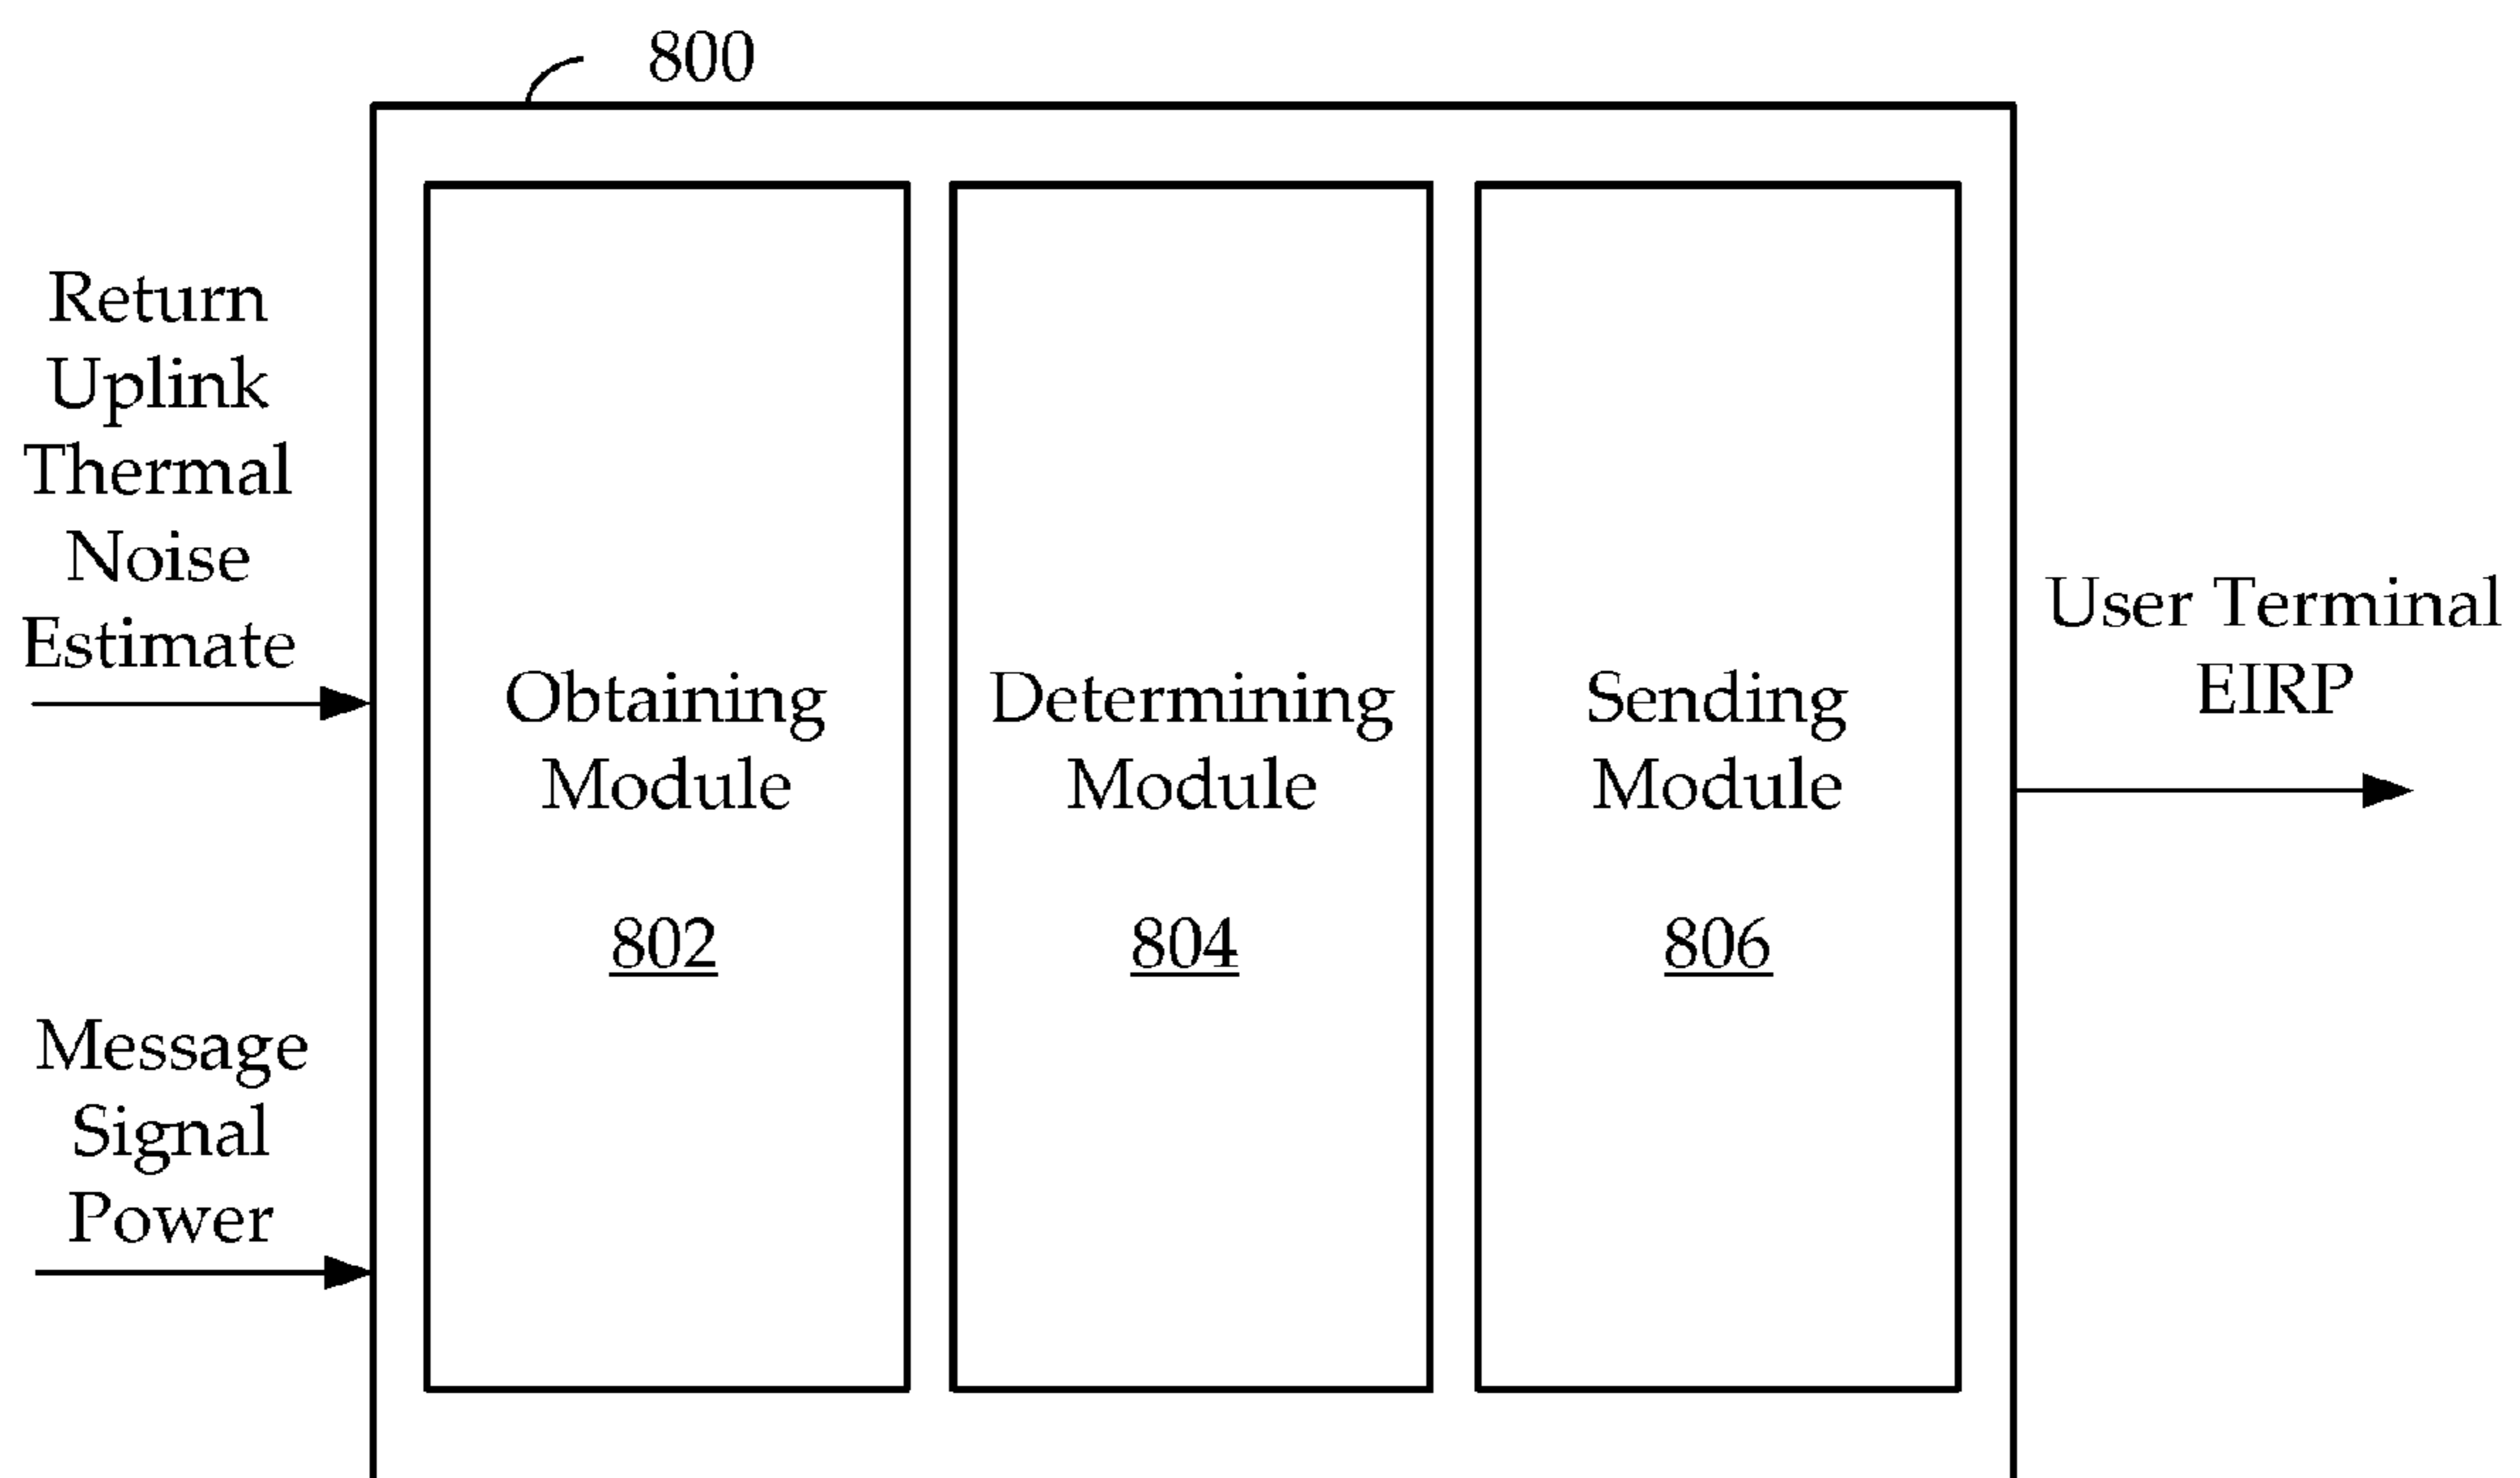 800
Return
Uplink
Thermal
Noise
Estimate
Message
Signal
Power
Obtaining
Module
802
Determining
Module
804
Sending
Module
806
User Terminal
EIRP